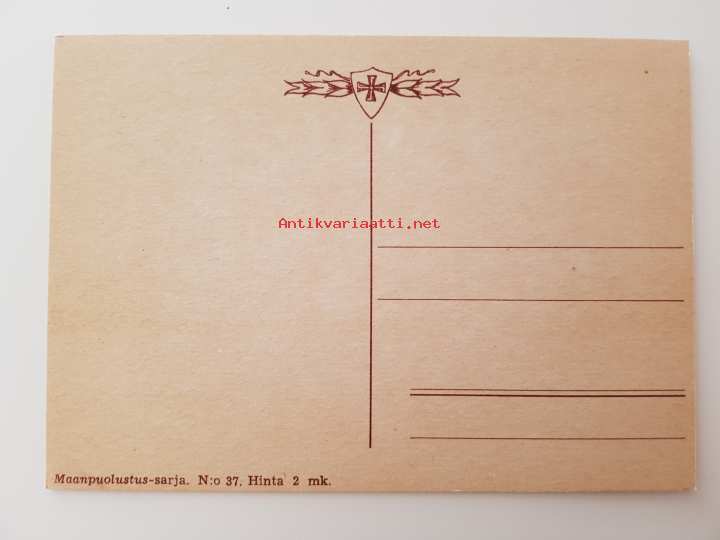 Antikvariaatti.net
Maanpuolustus-sarja. N:o 37. Hinta 2 mk.